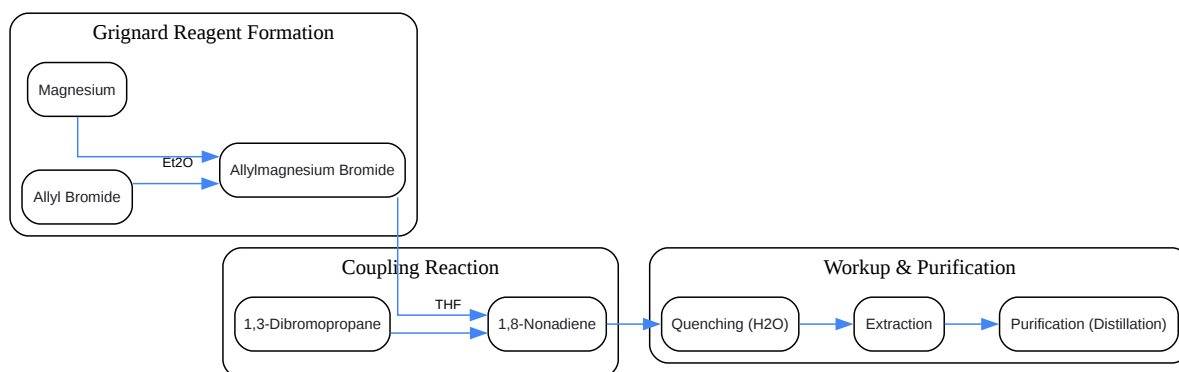 Grignard Reagent Formation
Magnesium
Et2O
Allyl Bromide
Allylmagnesium Bromide
Coupling Reaction
1,3-Dibromopropane
THF
1,8-Nonadiene
Workup & Purification
Quenching (H2O)
Extraction
Purification (Distillation)